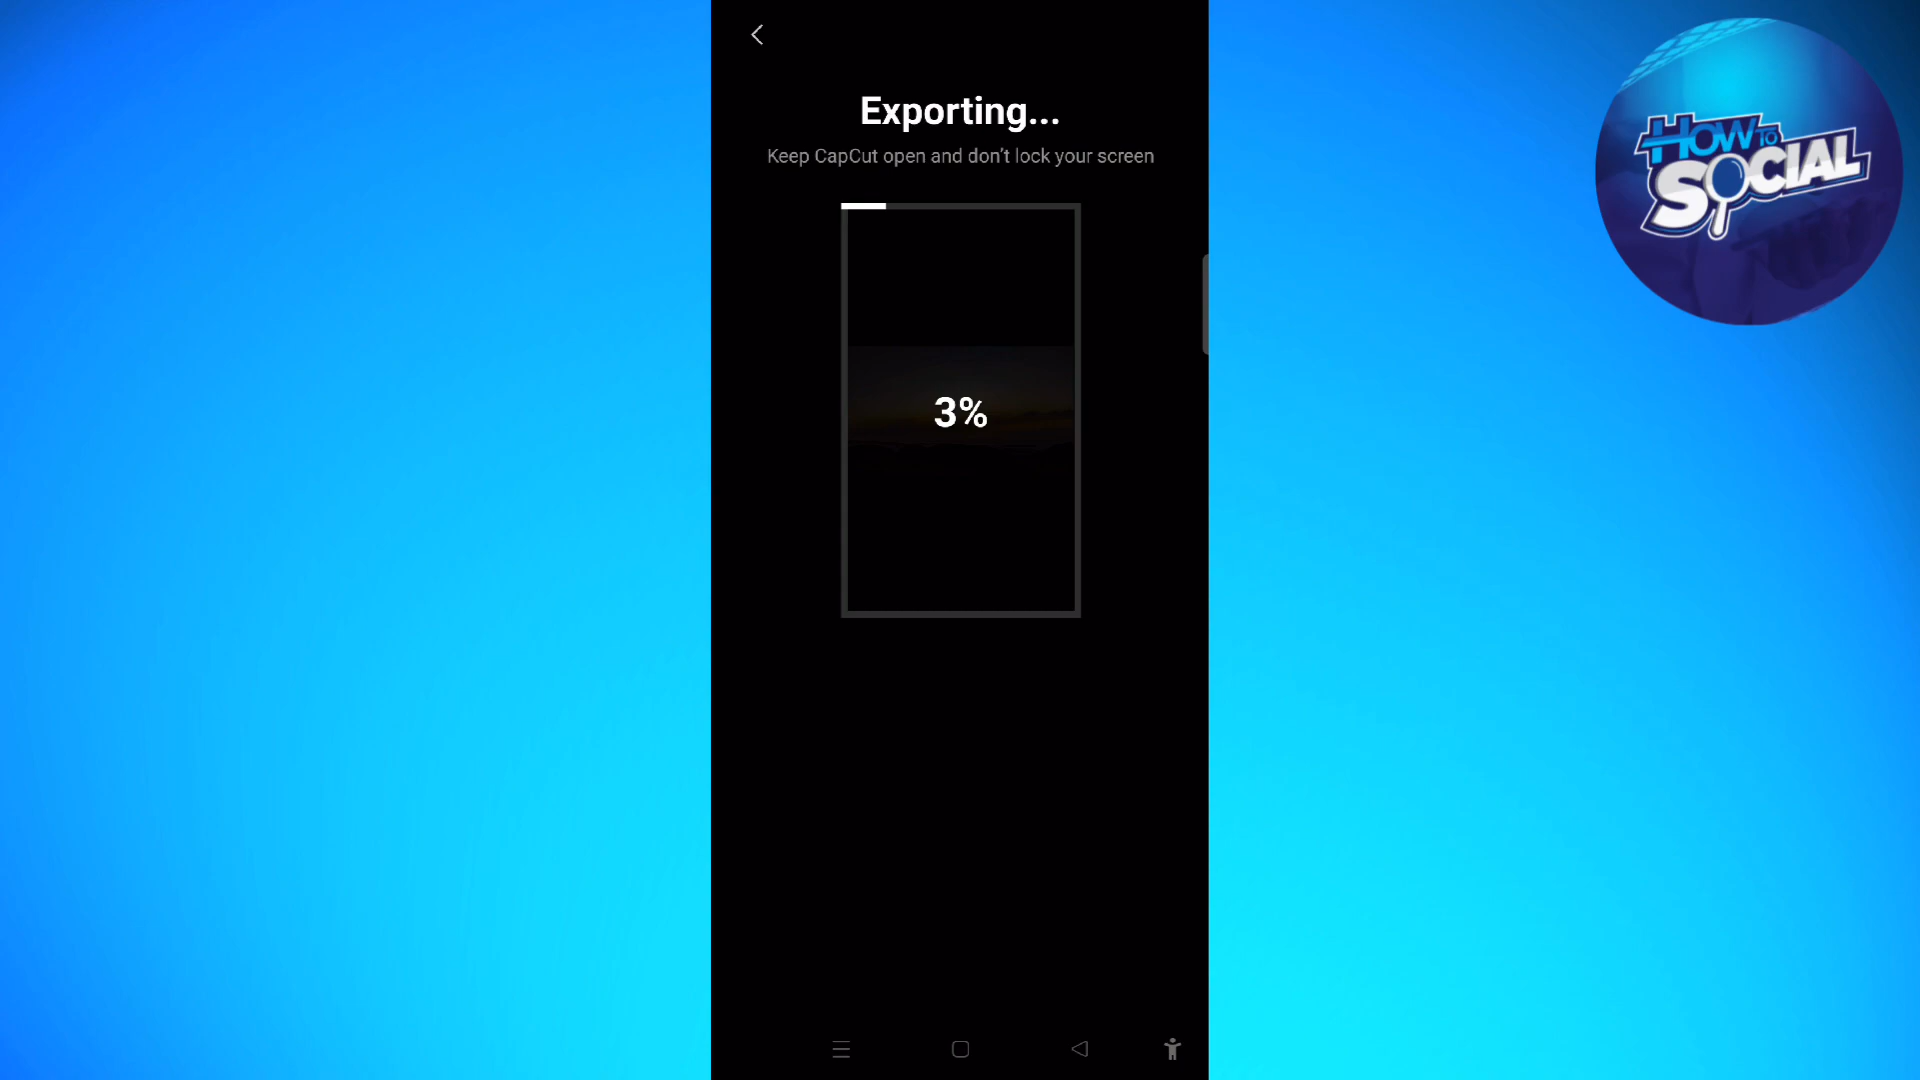 Exporting...
Keep CapCut open and don't lock your screen
HOW TO
SOCIAL
3%